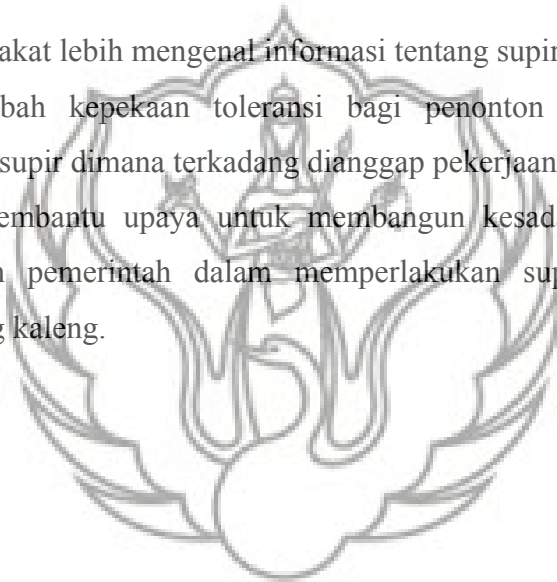 akat lebih mengenal informasi tentang supir
bah kepekaan toleransi bagi penonton
supir dimana terkadang dianggap pekerjaan
embantu upaya untuk membangun kesad
pemerintah dalam memperlakukan sup
kaleng.